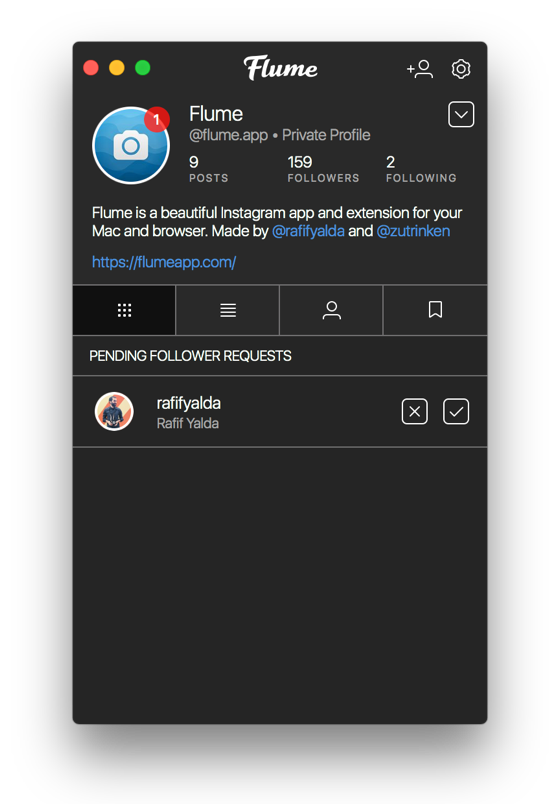 Flume
1
Flume
@flume.app • Private Profile
9 159 2
POSTS FOLLOWERS FOLLOWING
Flume is a beautiful Instagram app and extension for your
Mac and browser. Made by @rafifyalda and @zutrinken
https://flumeapp.com/
PENDING FOLLOWER REQUESTS
rafifyalda
Rafif Yalda